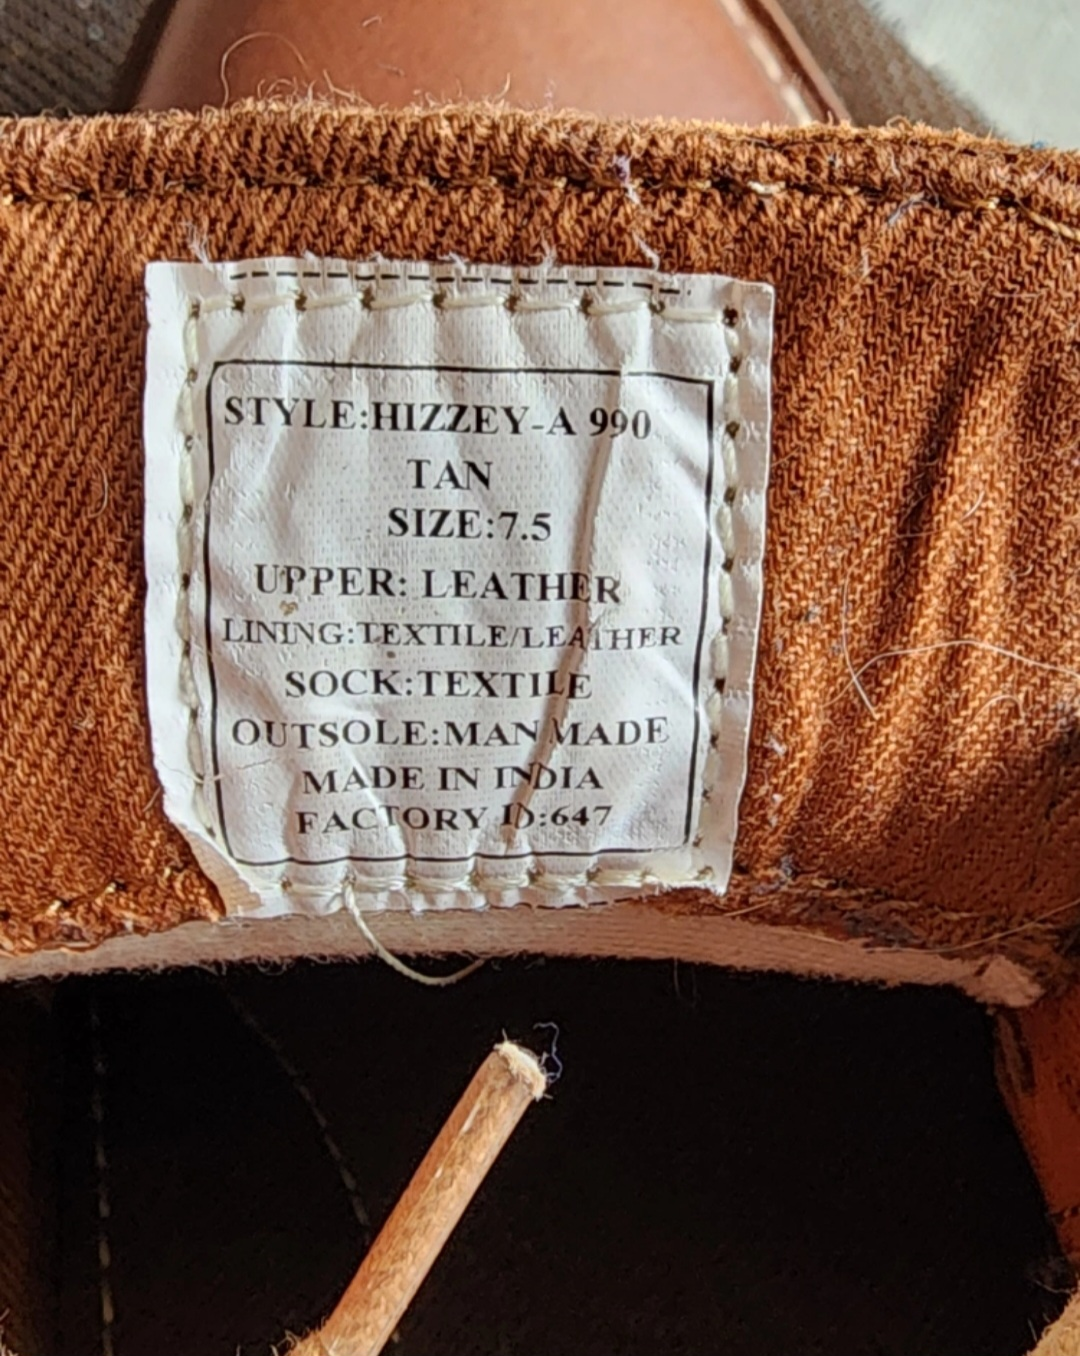 STYLE:HIZZEY-A 990
TAN
SIZE:7.5
UPPER: LEATHER
LINING:TEXTILE/LEATHER
SOCK:TEXTILE
OUTSOLE:MAN MADE
MADE IN INDIA
FACTORY ID:647